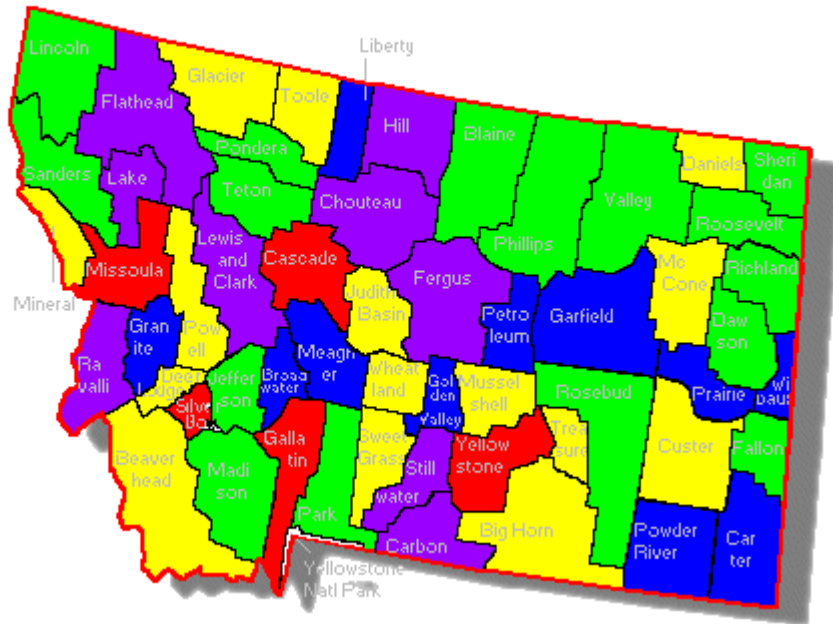 Liberty
Lincoln
Glacier
Toole
Flathead
Hill
Blaine
Pondera
Daniels
Sheri
dan
Sanders
Lake
Teton
Chouteau
Valley
Roosevelt
Phillips
Lewis
and
Clark
Missoula
Cascade
Fergus
Mc
Cone
Richland
Mineral
Judith
Basin
Petro
leum
Garfield
Daw
son
Gran
ite
Pow
ell
Meagh
er
Ra
valli
Deer
Lodge
Jeffer
son
Broad
water
Wheat
land
Gol
den
Valley
Mussel
shell
Rosebud
Prairie
Wi
baux
Silver
Bow
Galla
tin
Sweet
Grass
Still
water
Yellow
stone
Trea
sure
Custer
Fallon
Beaver
head
Madi
son
Park
Carbon
Big Horn
Powder
River
Car
ter
Yellowstone
Natl Park